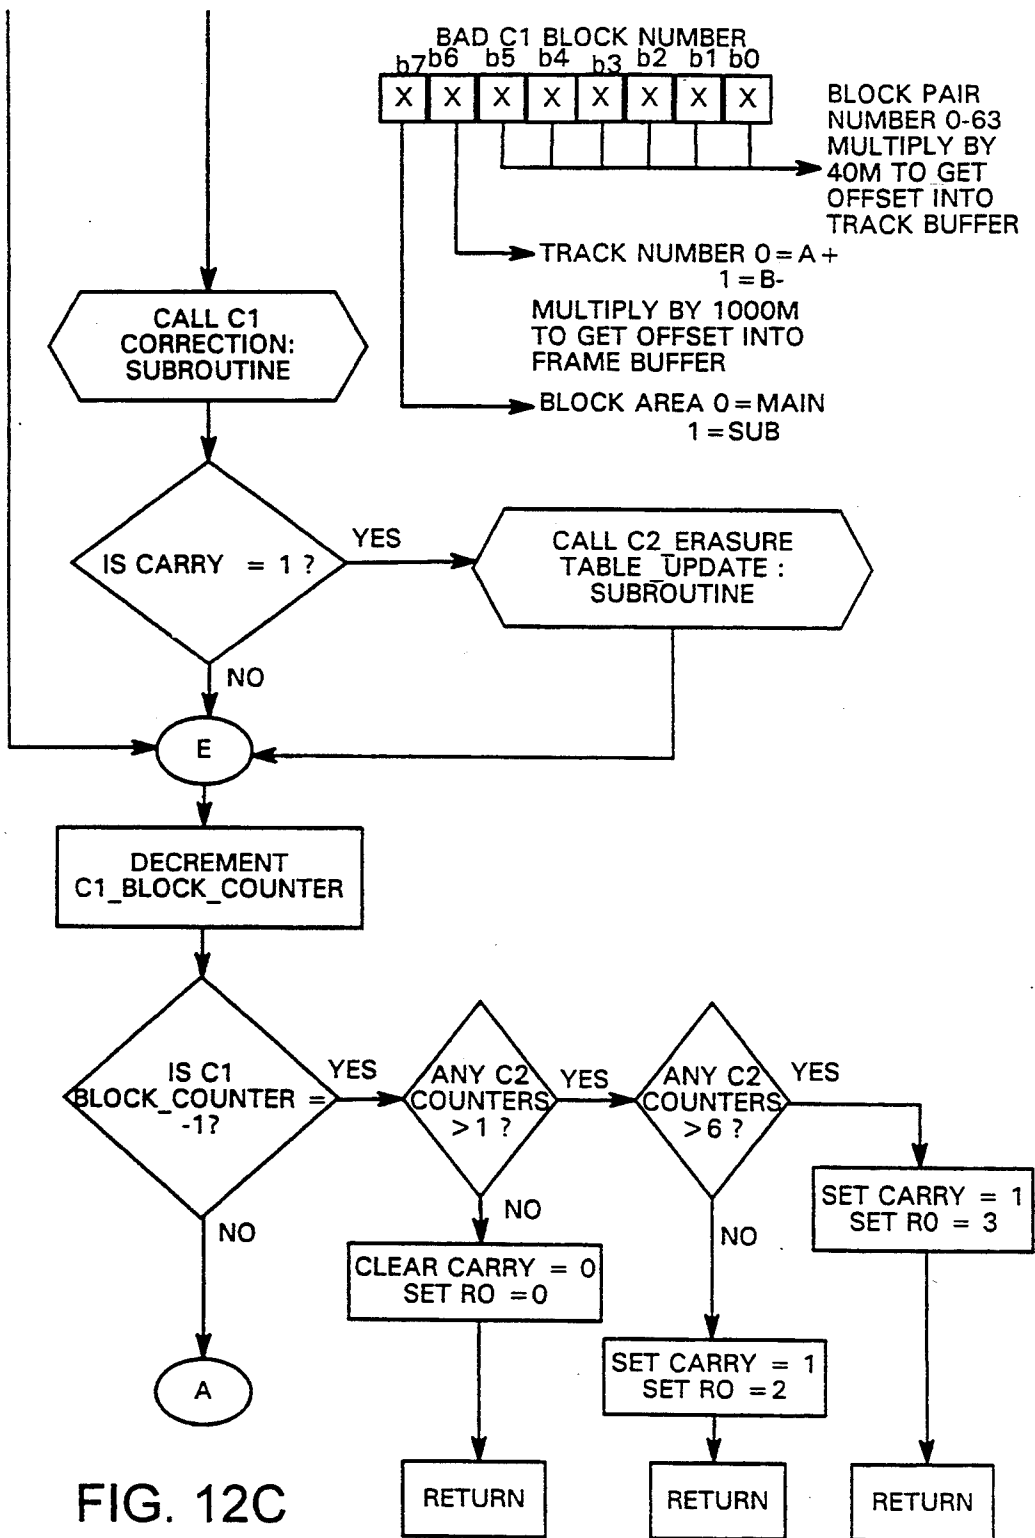 BAD C1 BLOCK NUMBER
b7 b6 b5 b4 b3 b2 b1 b0
X X X X X X X X
BLOCK PAIR
NUMBER 0-63
MULTIPLY BY
40M TO GET
OFFSET INTO
TRACK BUFFER
TRACK NUMBER 0=A+
1=B-
MULTIPLY BY 1000M
TO GET OFFSET INTO
FRAME BUFFER
BLOCK AREA 0=MAIN
1=SUB
CALL C1
CORRECTION:
SUBROUTINE
IS CARRY = 1 ?
YES
CALL C2_ERASURE
TABLE_UPDATE :
SUBROUTINE
NO
E
DECREMENT
C1_BLOCK_COUNTER
IS C1
BLOCK_COUNTER =
-1?
YES
ANY C2
COUNTERS
>1 ?
YES
ANY C2
COUNTERS
>6 ?
YES
NO
NO
NO
SET CARRY = 1
SET RO = 3
CLEAR CARRY = 0
SET RO =0
SET CARRY = 1
SET RO =2
A
RETURN
RETURN
RETURN
FIG. 12C